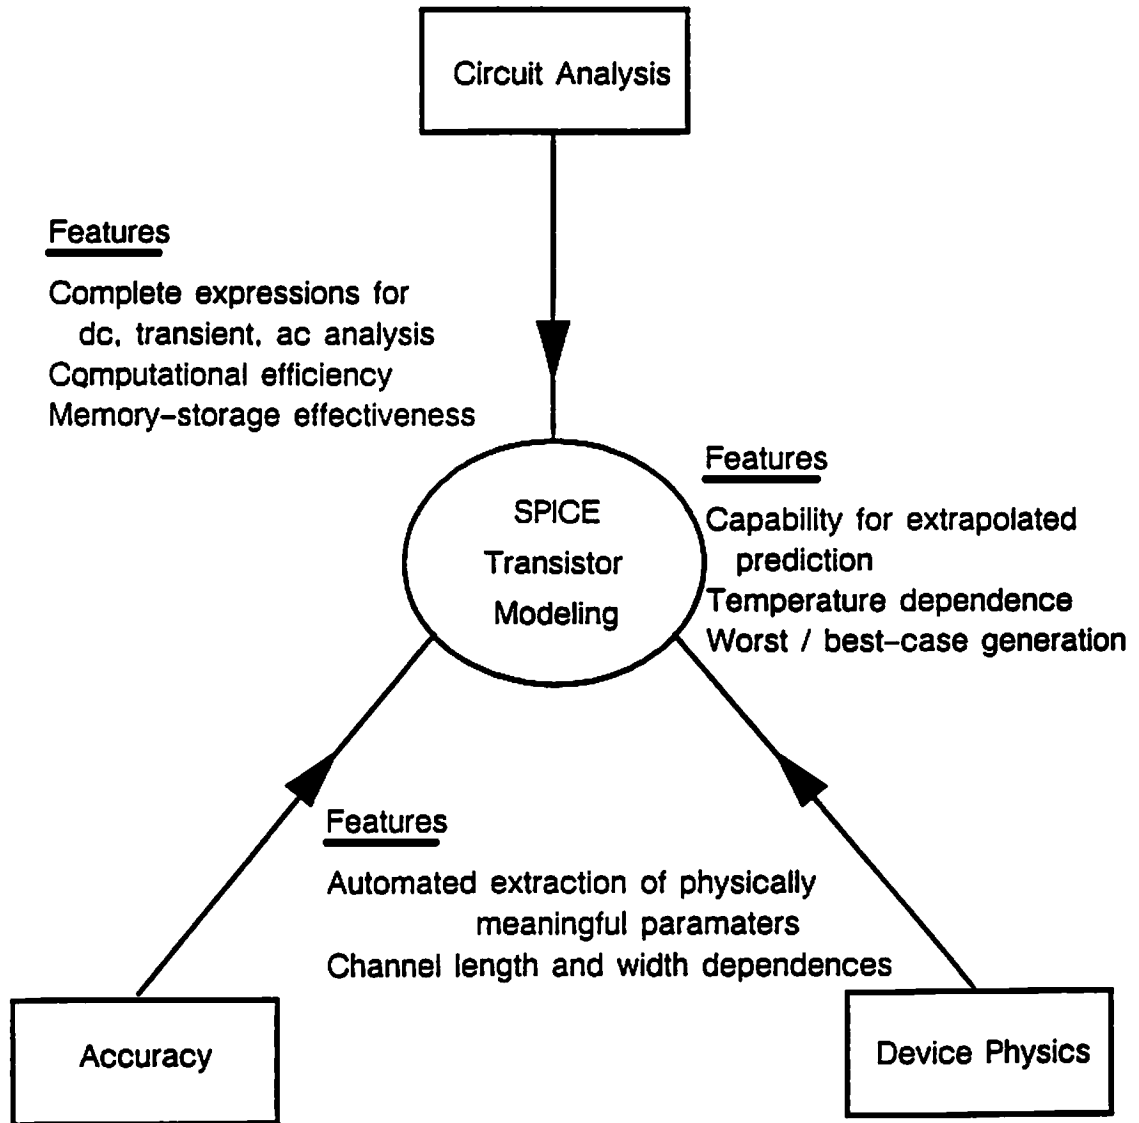 Circuit Analysis
Features
Complete expressions for
dc, transient, ac analysis
Computational efficiency
Memory-storage effectiveness
SPICE
Transistor
Modeling
Features
Capability for extrapolated
prediction
Temperature dependence
Worst / best-case generation
Features
Automated extraction of physically
meaningful paramaters
Channel length and width dependences
Accuracy
Device Physics